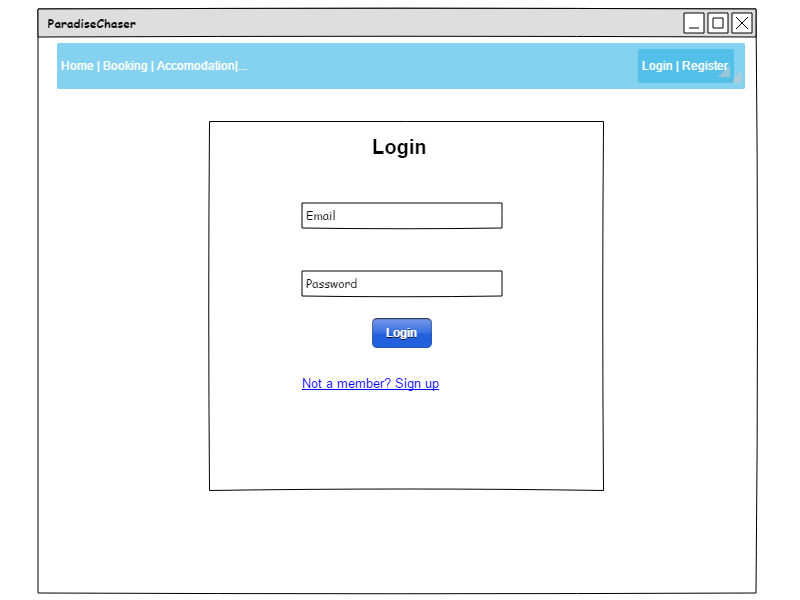 ParadiseChaser
Home | Booking | Accomodation|...
Login | Register
Login
Email
Password
Login
Not a member? Sign up